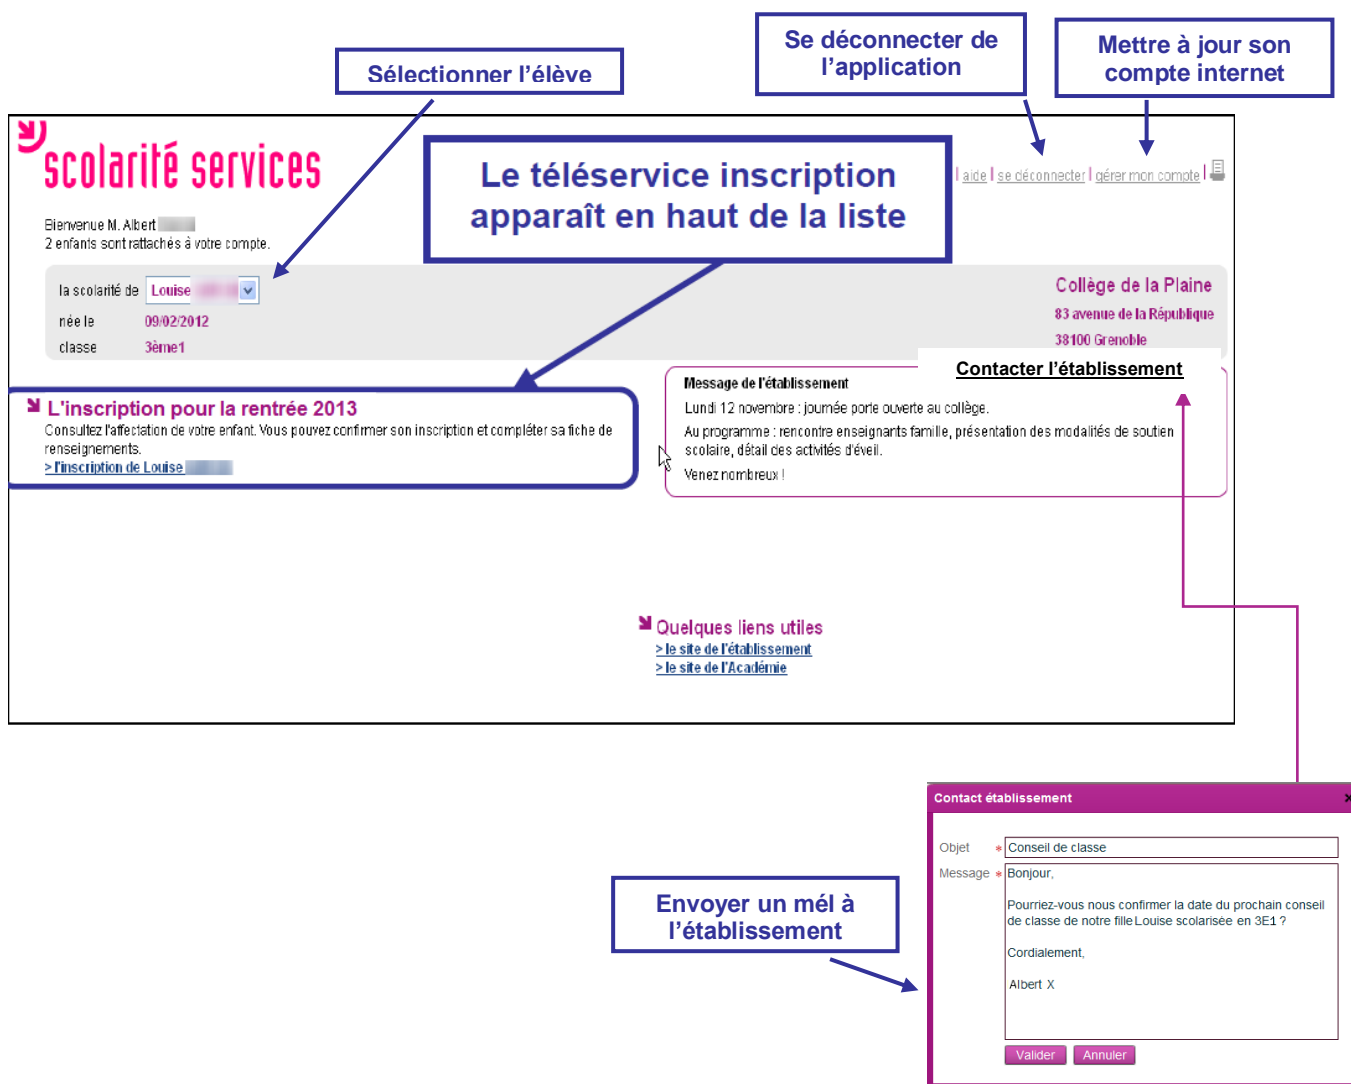 Sélectionner l'élève
Se déconnecter de
l'application
Mettre à jour son
compte internet
scolarité services
Le téléservice inscription
apparaît en haut de la liste
| aide | se déconnecter | gérer mon compte |
Bienvenue M. Albert
2 enfants sont rattachés à votre compte.
la scolarité de Louise
née le 09/02/2012
classe 3ème1
Collège de la Plaine
83 avenue de la République
38100 Grenoble
Contacter l'établissement
L'inscription pour la rentrée 2013
Consultez l'affectation de votre enfant. Vous pouvez confirmer son inscription et compléter sa fiche de
renseignements.
> l'inscription de Louise
Message de l'établissement
Lundi 12 novembre : journée porte ouverte au collège.
Au programme : rencontre enseignants famille, présentation des modalités de soutien
scolaire, détail des activités d'éveil.
Venez nombreux !
Quelques liens utiles
> le site de l'établissement
> le site de l'Académie
Envoyer un mél à
l'établissement
Contact établissement x
Objet * Conseil de classe
Message * Bonjour,
Pourriez-vous nous confirmer la date du prochain conseil
de classe de notre fille Louise scolarisée en 3E1 ?
Cordialement,
Albert X
Valider Annuler